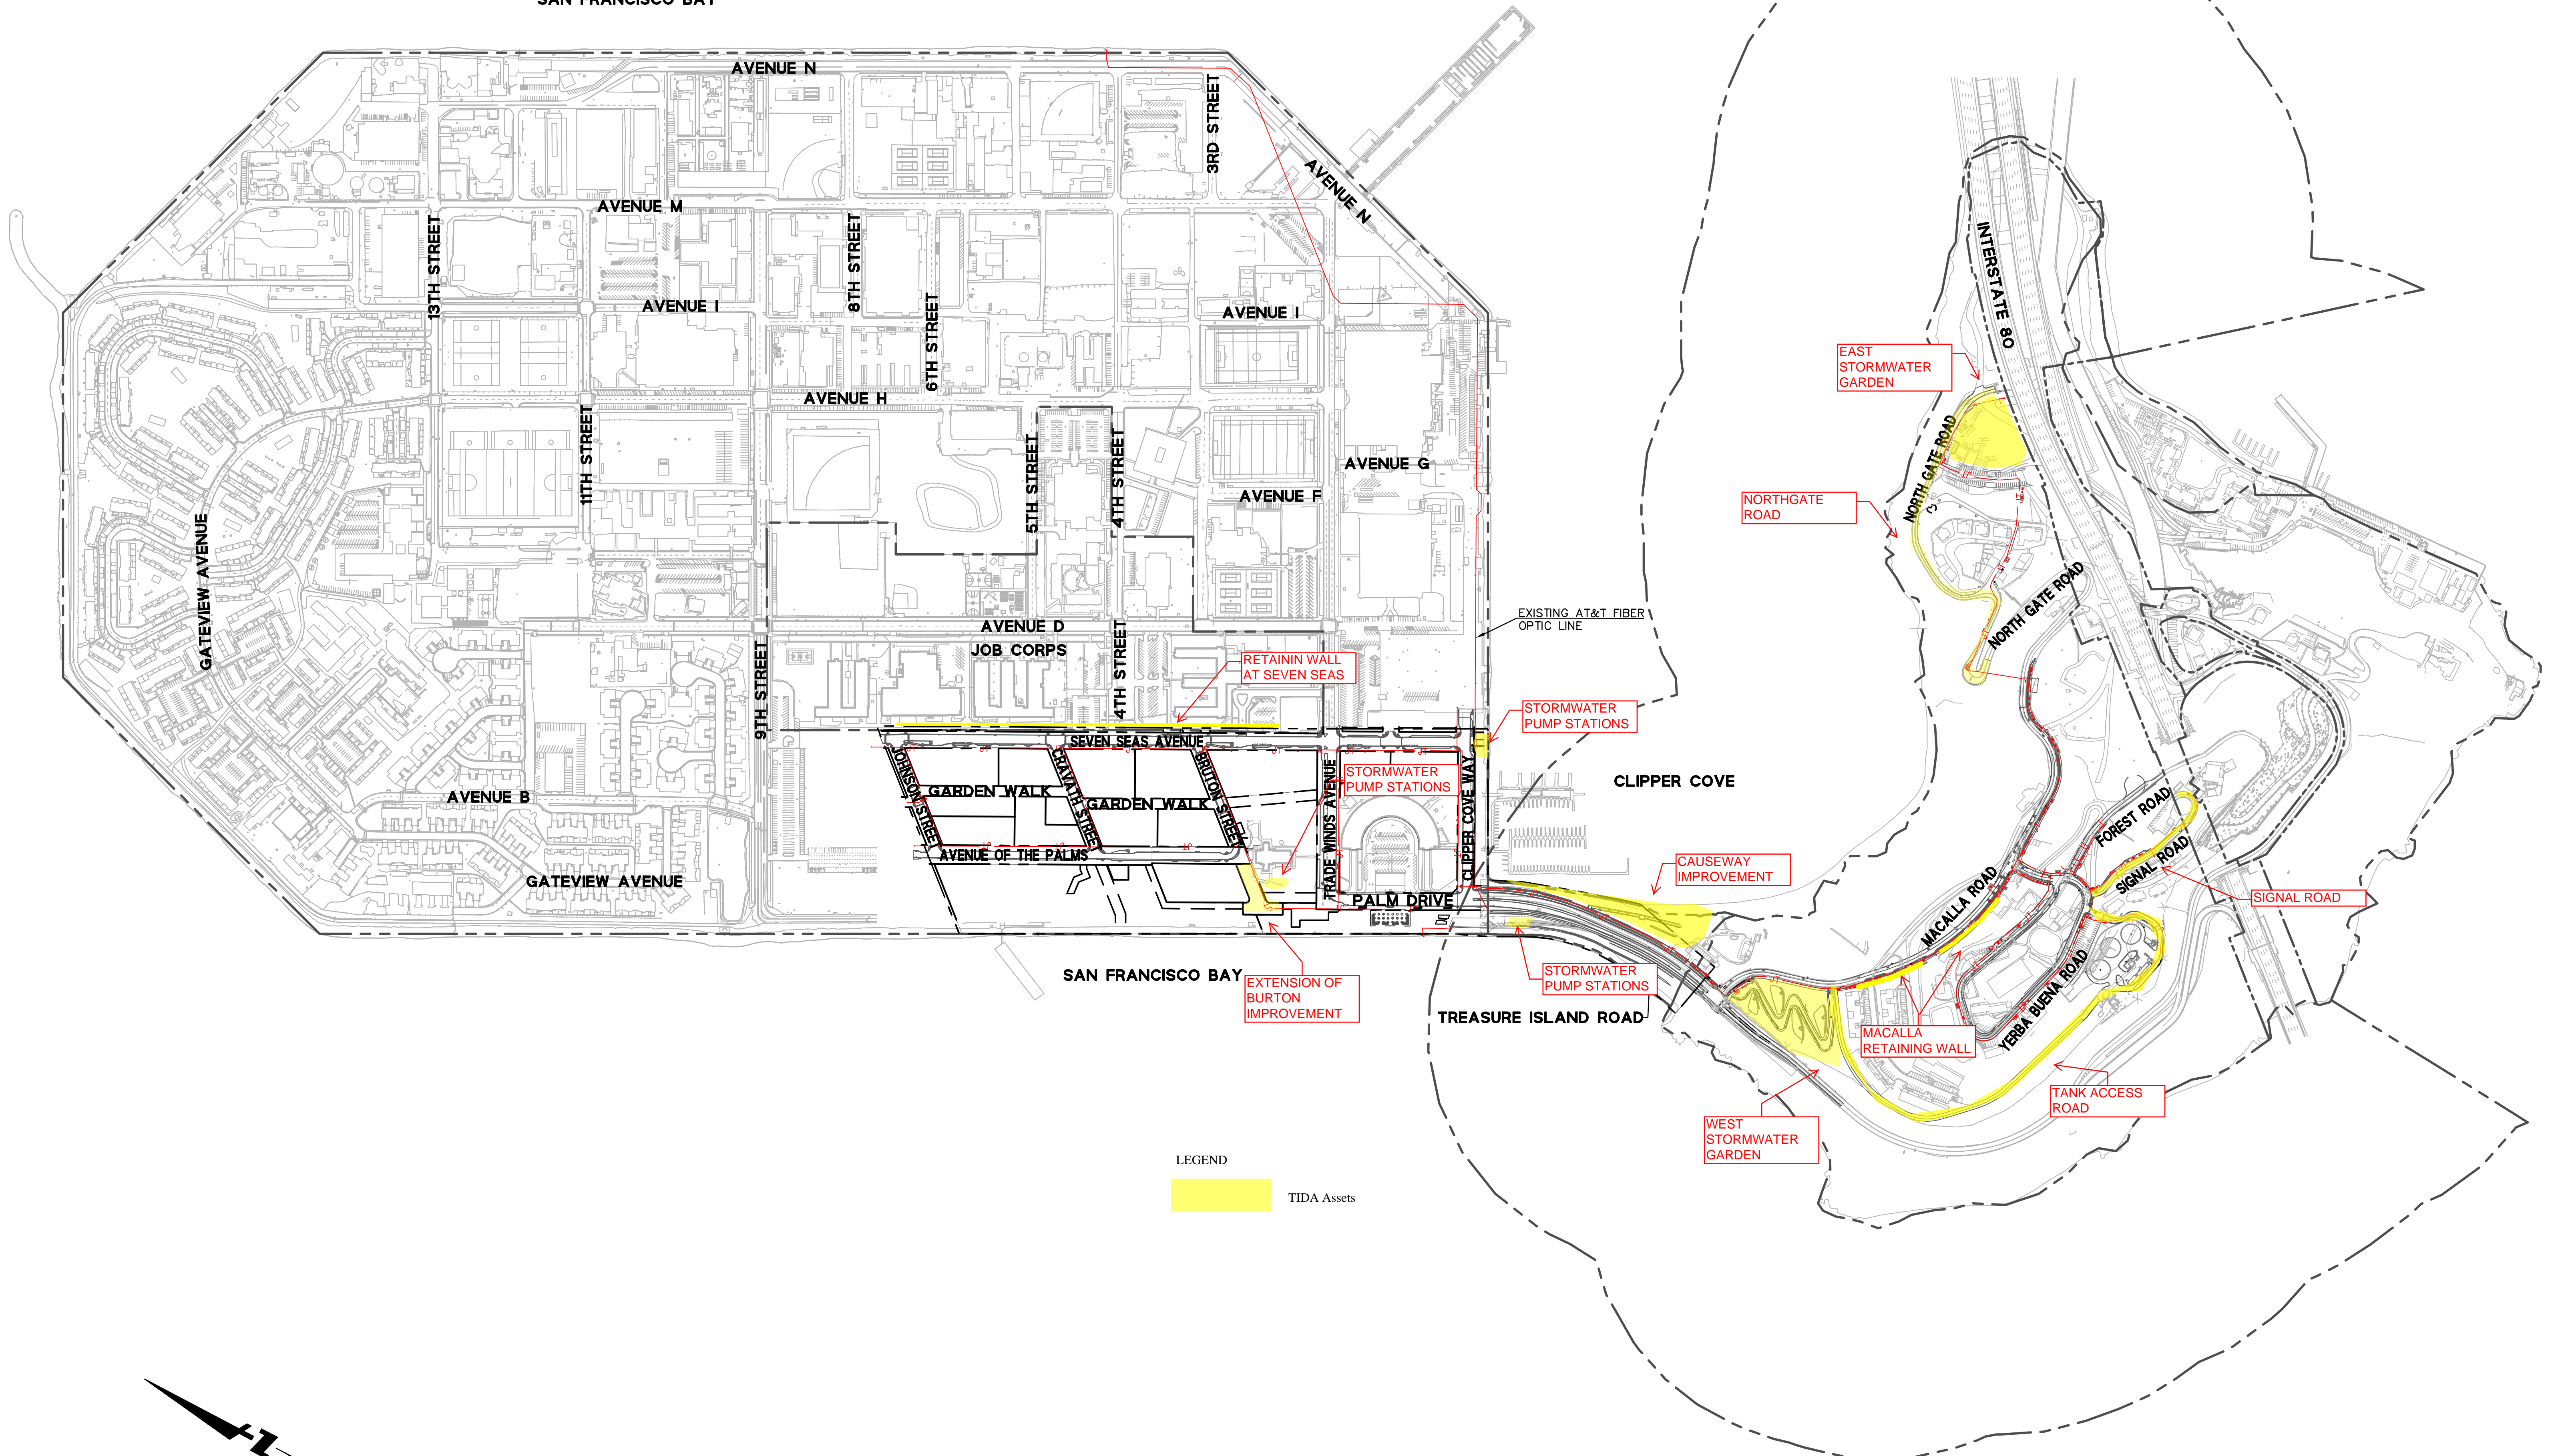 SAN FRANCISCO BAY
AVENUE N
3RD STREET
AVENUE N
AVENUE M
13TH STREET
8TH STREET
AVENUE I
6TH STREET
AVENUE I
INTERSTATE 80
EAST
STORMWATER
GARDEN
AVENUE H
11TH STREET
5TH STREET
4TH STREET
AVENUE G
AVENUE F
NORTH GATE ROAD
NORTHGATE
ROAD
GATEVIEW AVENUE
EXISTING AT&T FIBER
OPTIC LINE
NORTH GATE ROAD
AVENUE D
JOB CORPS
9TH STREET
4TH STREET
RETAININ WALL
AT SEVEN SEAS
STORMWATER
PUMP STATIONS
SEVEN SEAS AVENUE
JOHNSON STREET
CRAVATH STREET
BRUTON STREET
TRADE WINDS AVENUE
STORMWATER
PUMP STATIONS
CLIPPER COVE WAY
CLIPPER COVE
GARDEN WALK
GARDEN WALK
AVENUE B
AVENUE OF THE PALMS
GATEVIEW AVENUE
PALM DRIVE
CAUSEWAY
IMPROVEMENT
FOREST ROAD
SIGNAL ROAD
SIGNAL ROAD
MACALLA ROAD
SAN FRANCISCO BAY
EXTENSION OF
BURTON
IMPROVEMENT
STORMWATER
PUMP STATIONS
TREASURE ISLAND ROAD
YERBA BUENA ROAD
MACALLA
RETAINING WALL
TANK ACCESS
ROAD
WEST
STORMWATER
GARDEN
LEGEND
TIDA Assets